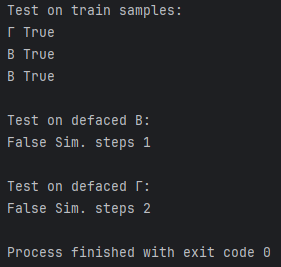 Test on train samples:
Г True
В True
В True
Test on defaced В:
False Sim. steps 1
Test on defaced Г:
False Sim. steps 2
Process finished with exit code 0